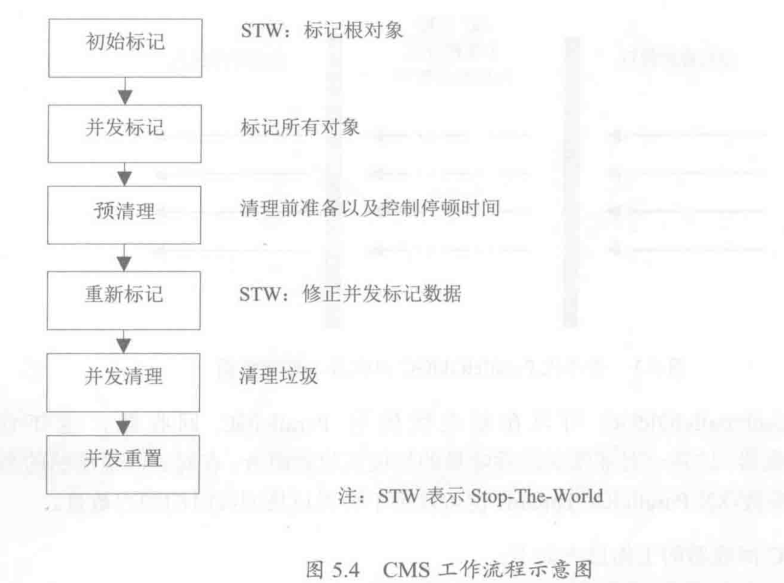 初始标记
STW：标记根对象
并发标记
标记所有对象
预清理
清理前准备以及控制停顿时间
重新标记
STW：修正并发标记数据
并发清理
清理垃圾
并发重置
注：STW 表示 Stop-The-World
图 5.4 CMS 工作流程示意图